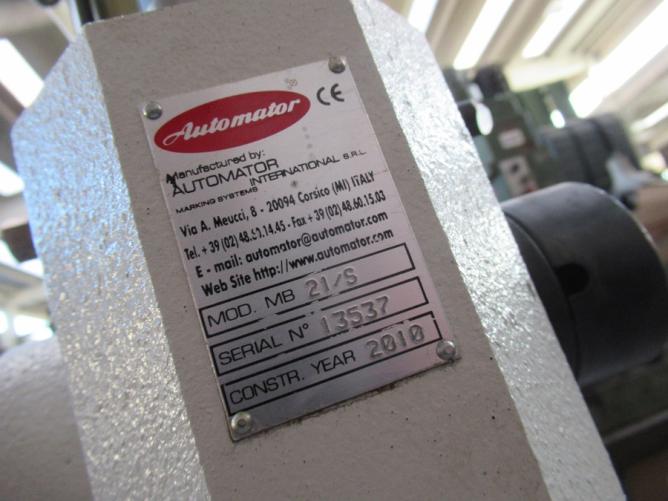 Automator
CE
Manufactured by:
AUTOMATOR
INTERNATIONAL S.R.L.
MARKING SYSTEMS
Via A. Meucci, 8 - 20094 Corsico (MI) ITALY
Tel. + 39 (02) 48.60.14.45 - Fax + 39 (02) 48.60.15.03
E - mail: automator@automator.com
Web Site http://www.automator.com
MOD. MB 21/S
SERIAL N° 13537
CONSTR. YEAR 2010